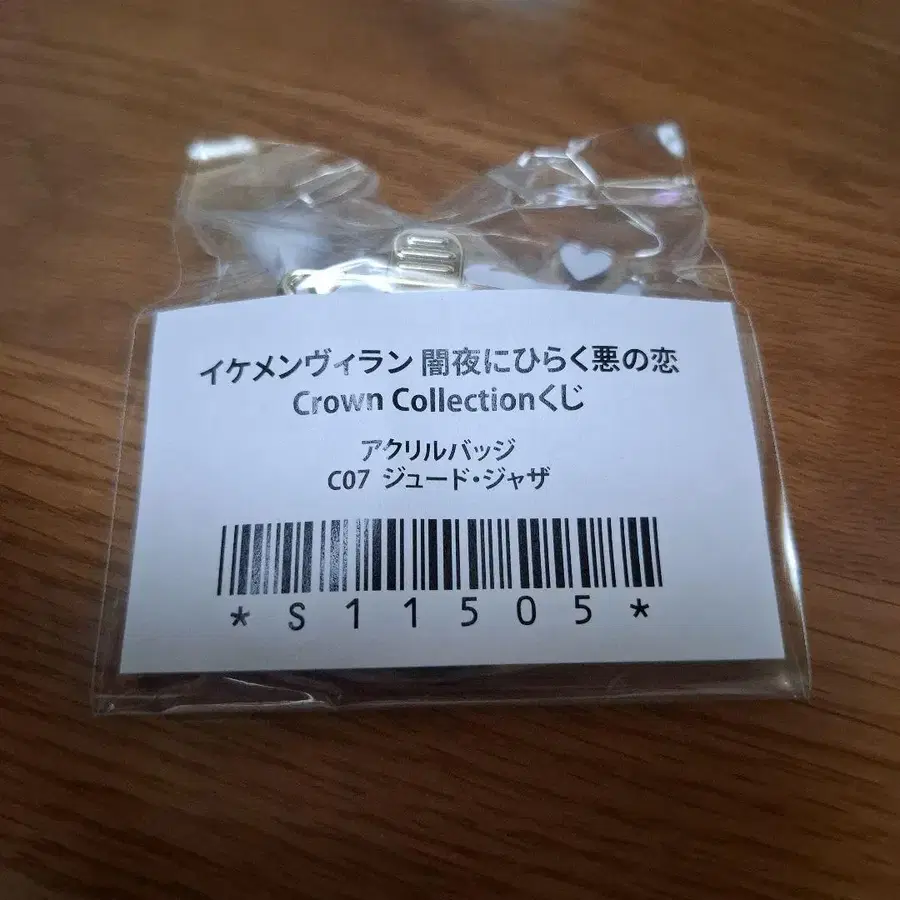 イケメンヴィラン 闇夜にひらく悪の恋
Crown Collectionくじ
アクリルバッジ
C07 ジュード・ジャザ
*S11505*